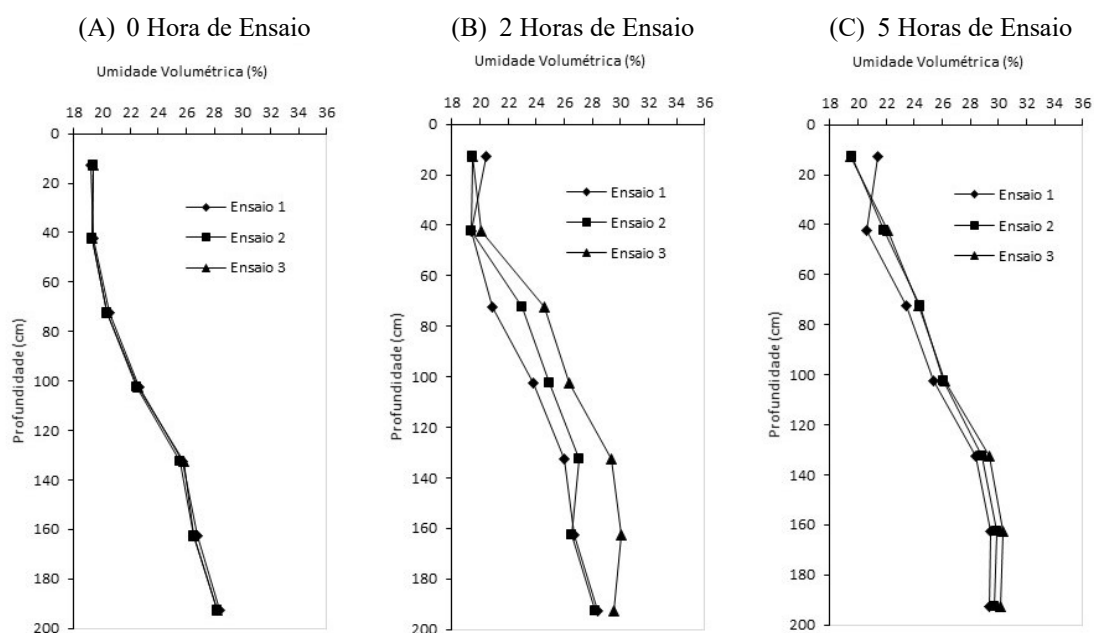 (A) 0 Hora de Ensaio
Umidade Volumétrica (%)
18 20 22 24 26 28 30 32 34 36
0
20
40
60
80
100
120
140
160
180
200
Profundidade (cm)
Ensaio 1
Ensaio 2
Ensaio 3
(B) 2 Horas de Ensaio
Umidade Volumétrica (%)
18 20 22 24 26 28 30 32 34 36
0
20
40
60
80
100
120
140
160
180
200
Profundidade (cm)
Ensaio 1
Ensaio 2
Ensaio 3
(C) 5 Horas de Ensaio
Umidade Volumétrica (%)
18 20 22 24 26 28 30 32 34 36
0
20
40
60
80
100
120
140
160
180
200
Profundidade (cm)
Ensaio 1
Ensaio 2
Ensaio 3